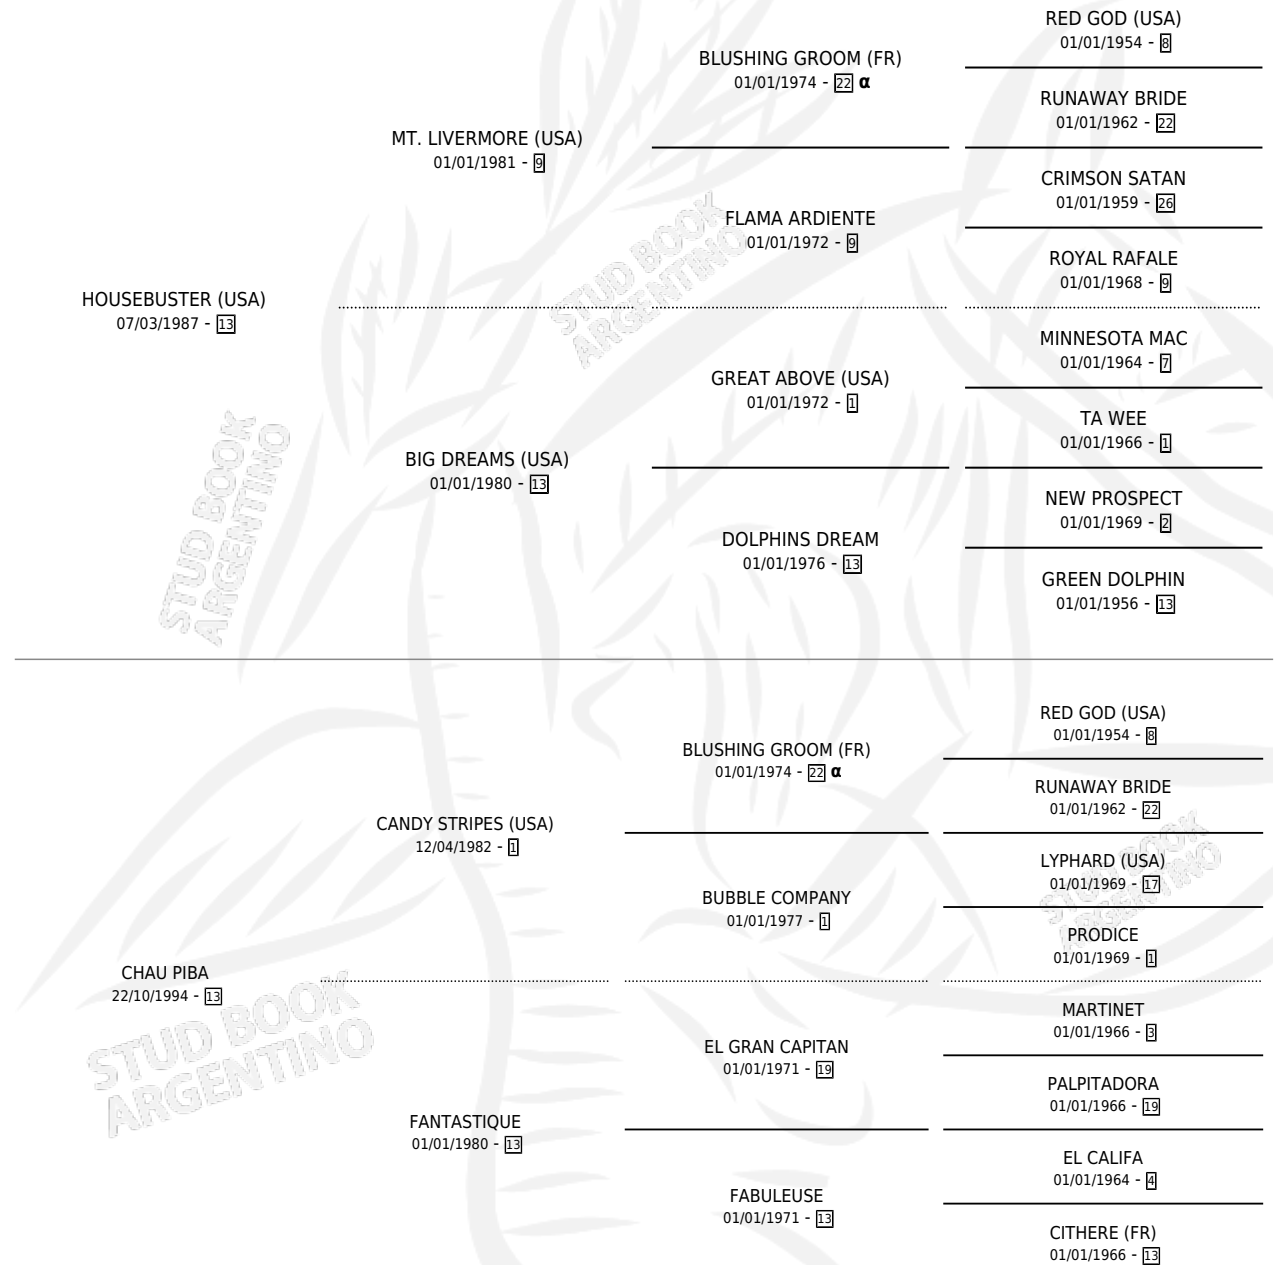 RED GOD (USA)
01/01/1954 - 8
BLUSHING GROOM (FR)
01/01/1974 - 22 α
RUNAWAY BRIDE
01/01/1962 - 22
MT. LIVERMORE (USA)
01/01/1981 - 9
CRIMSON SATAN
01/01/1959 - 26
FLAMA ARDIENTE
01/01/1972 - 9
ROYAL RAFALE
01/01/1968 - 9
HOUSEBUSTER (USA)
07/03/1987 - 13
MINNESOTA MAC
01/01/1964 - 7
GREAT ABOVE (USA)
01/01/1972 - 1
TA WEE
01/01/1966 - 1
BIG DREAMS (USA)
01/01/1980 - 13
NEW PROSPECT
01/01/1969 - 2
DOLPHINS DREAM
01/01/1976 - 13
GREEN DOLPHIN
01/01/1956 - 13
STUD BOOK
ARGENTINO
STUD BOOK
ARGENTINO
RED GOD (USA)
01/01/1954 - 8
BLUSHING GROOM (FR)
01/01/1974 - 22 α
RUNAWAY BRIDE
01/01/1962 - 22
CANDY STRIPES (USA)
12/04/1982 - 1
LYPHARD (USA)
01/01/1969 - 17
BUBBLE COMPANY
01/01/1977 - 1
PRODICE
01/01/1969 - 1
CHAU PIBA
22/10/1994 - 13
MARTINET
01/01/1966 - 3
EL GRAN CAPITAN
01/01/1971 - 19
PALPITADORA
01/01/1966 - 19
FANTASTIQUE
01/01/1980 - 13
EL CALIFA
01/01/1964 - 4
FABULEUSE
01/01/1971 - 13
CITHERE (FR)
01/01/1966 - 13
STUD BOOK
ARGENTINO
STUD BOOK
ARGENTINO